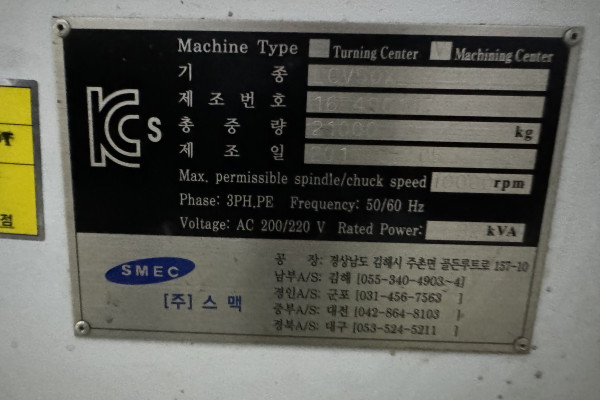 Machine Type Turning Center V Machining Center
기 종
제 조 번 호
총 중 량 kg
제 조 일
Max. permissible spindle/chuck speed rpm
Phase: 3PH,PE Frequency: 50/60 Hz
Voltage: AC 200/220 V Rated Power: kVA
KCs
SMEC
[주] 스 맥
공 장: 경상남도 김해시 주촌면 골든루트로 157-10
남부A/S: 김해 [055-340-4903~4]
경인A/S: 군포 [031-456-7563 ]
중부A/S: 대전 [042-864-8103 ]
경북A/S: 대구 [053-524-5211 ]
점